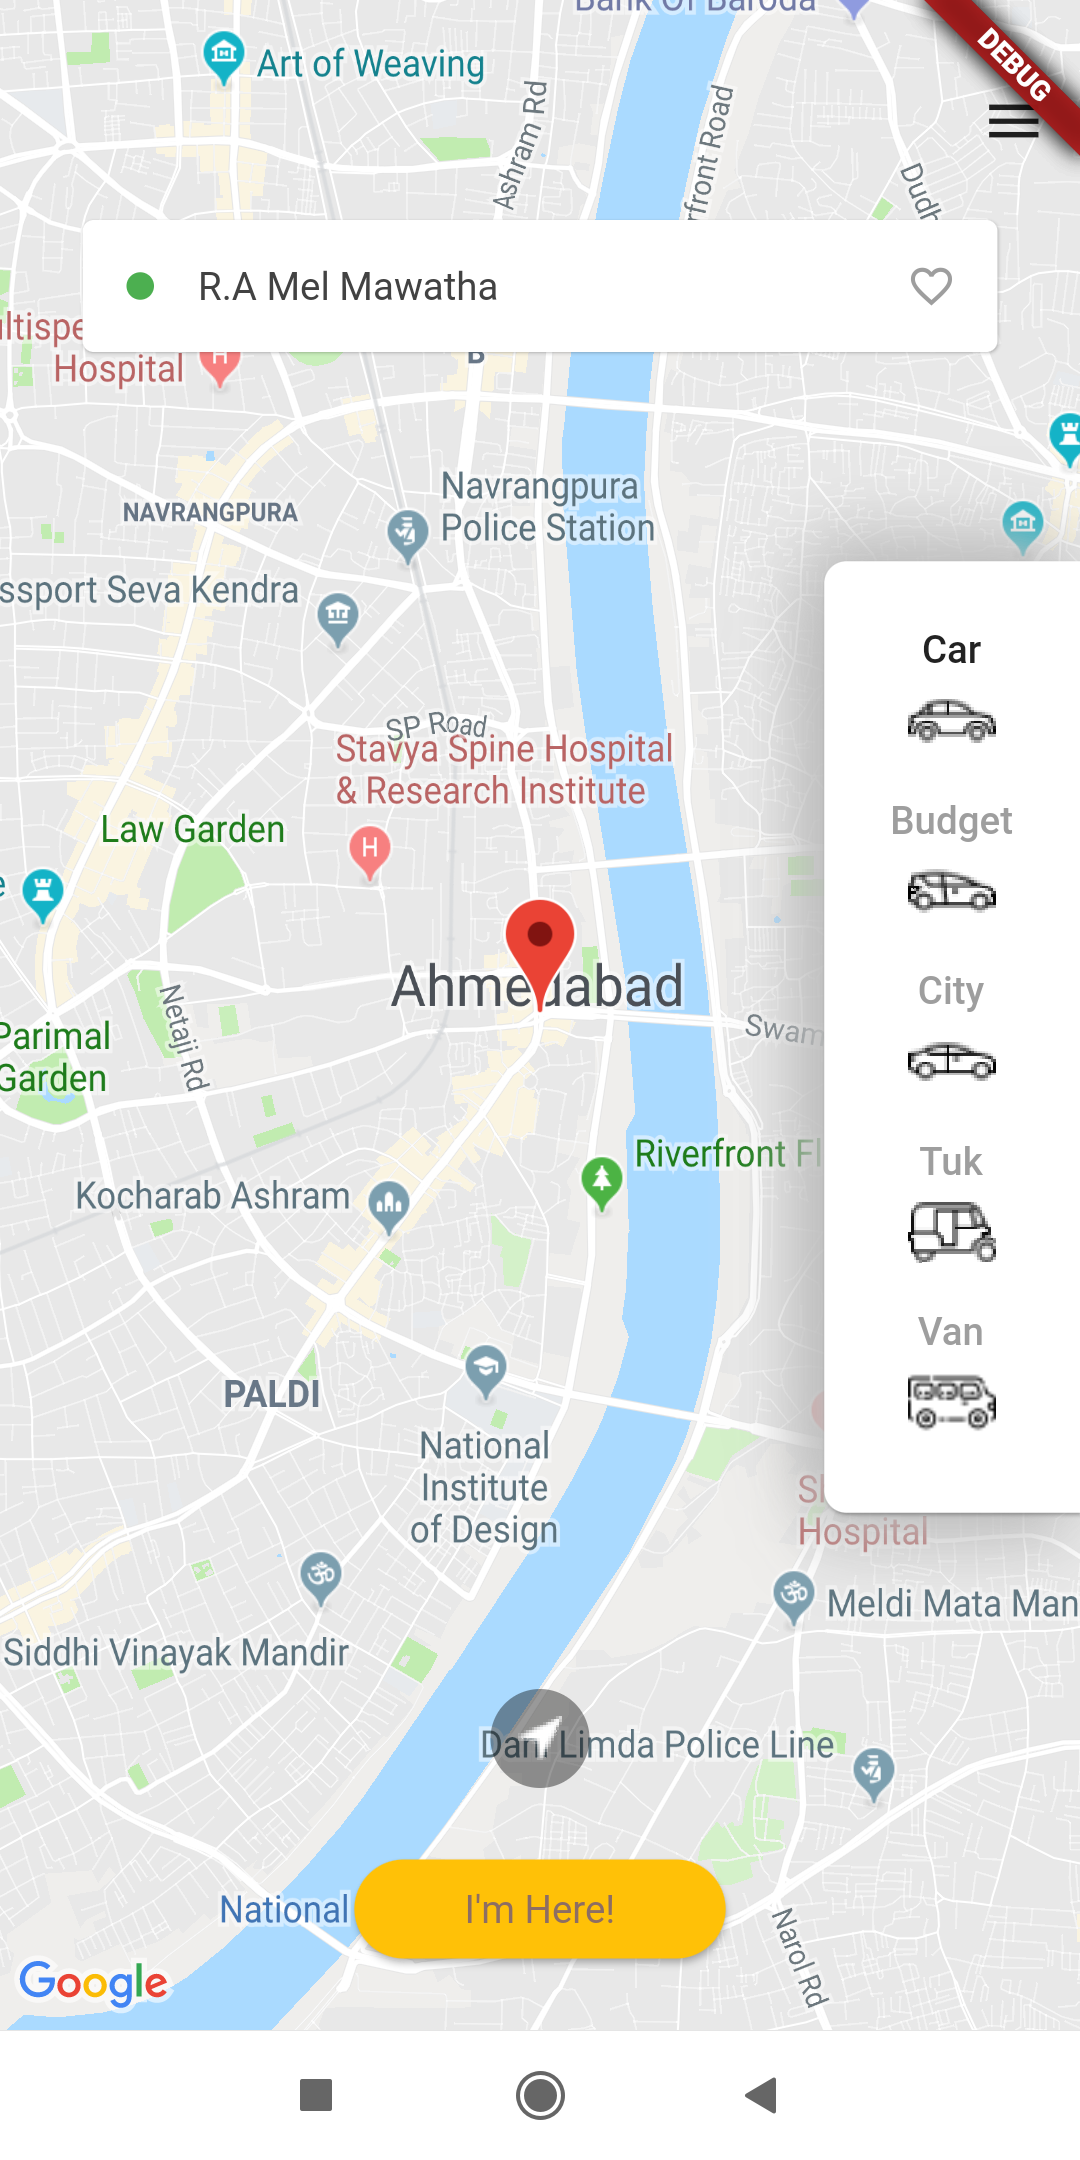 Bank Of Baroda
DEBUG
Art of Weaving
Ashram Rd
rfront Road
Dudh
R.A Mel Mawatha
ltispe
Hospital
H
B
NAVRANGPURA
Navrangpura
Police Station
ssport Seva Kendra
Car
SP Road
Stavya Spine Hospital
& Research Institute
Budget
Law Garden
H
e
Ahmedabad
City
Netaji Rd
Swam
Parimal
Garden
Riverfront Fl
Tuk
Kocharab Ashram
Van
PALDI
National
Institute
of Design
Sl
Hospital
Meldi Mata Man
Siddhi Vinayak Mandir
Dani Limda Police Line
National
I'm Here!
Narol Rd
Google